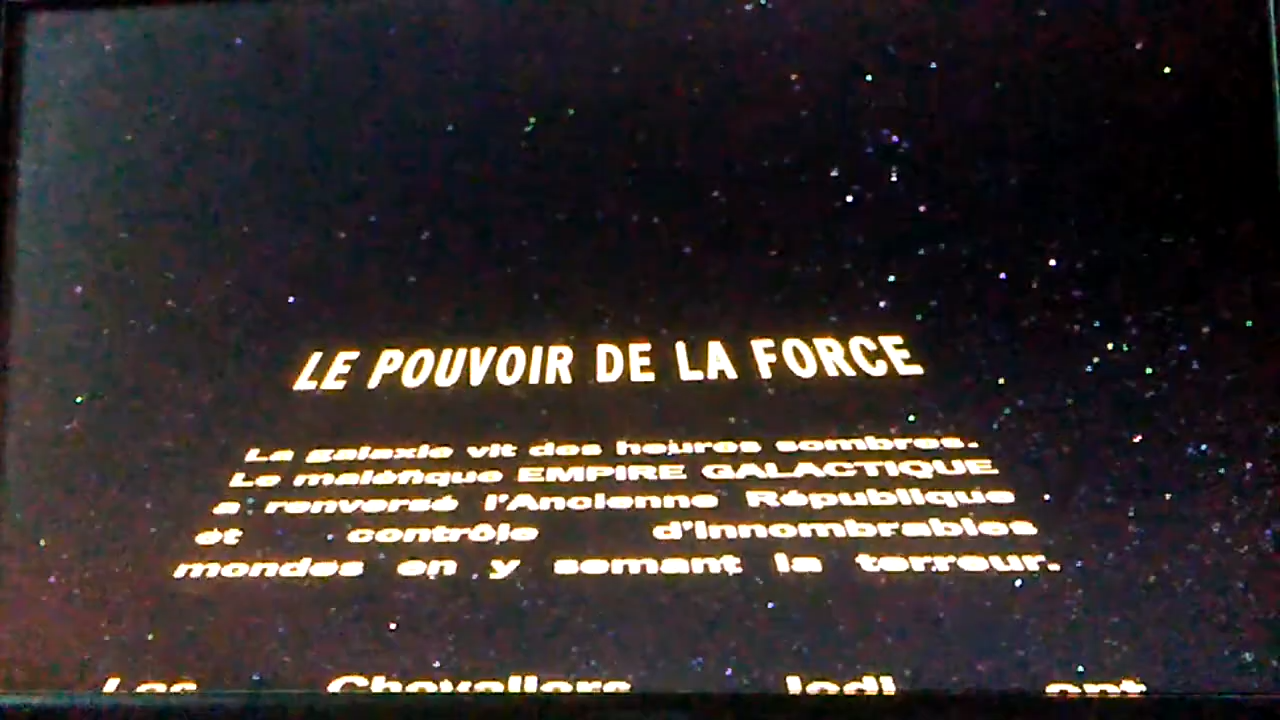 LE POUVOIR DE LA FORCE
La galaxie vit des heures sombres.
Le maléfique EMPIRE GALACTIQUE
a renversé l'Ancienne République
et contrôle d'innombrables
mondes en y semant la terreur.
Les Chevaliers Jedi ont